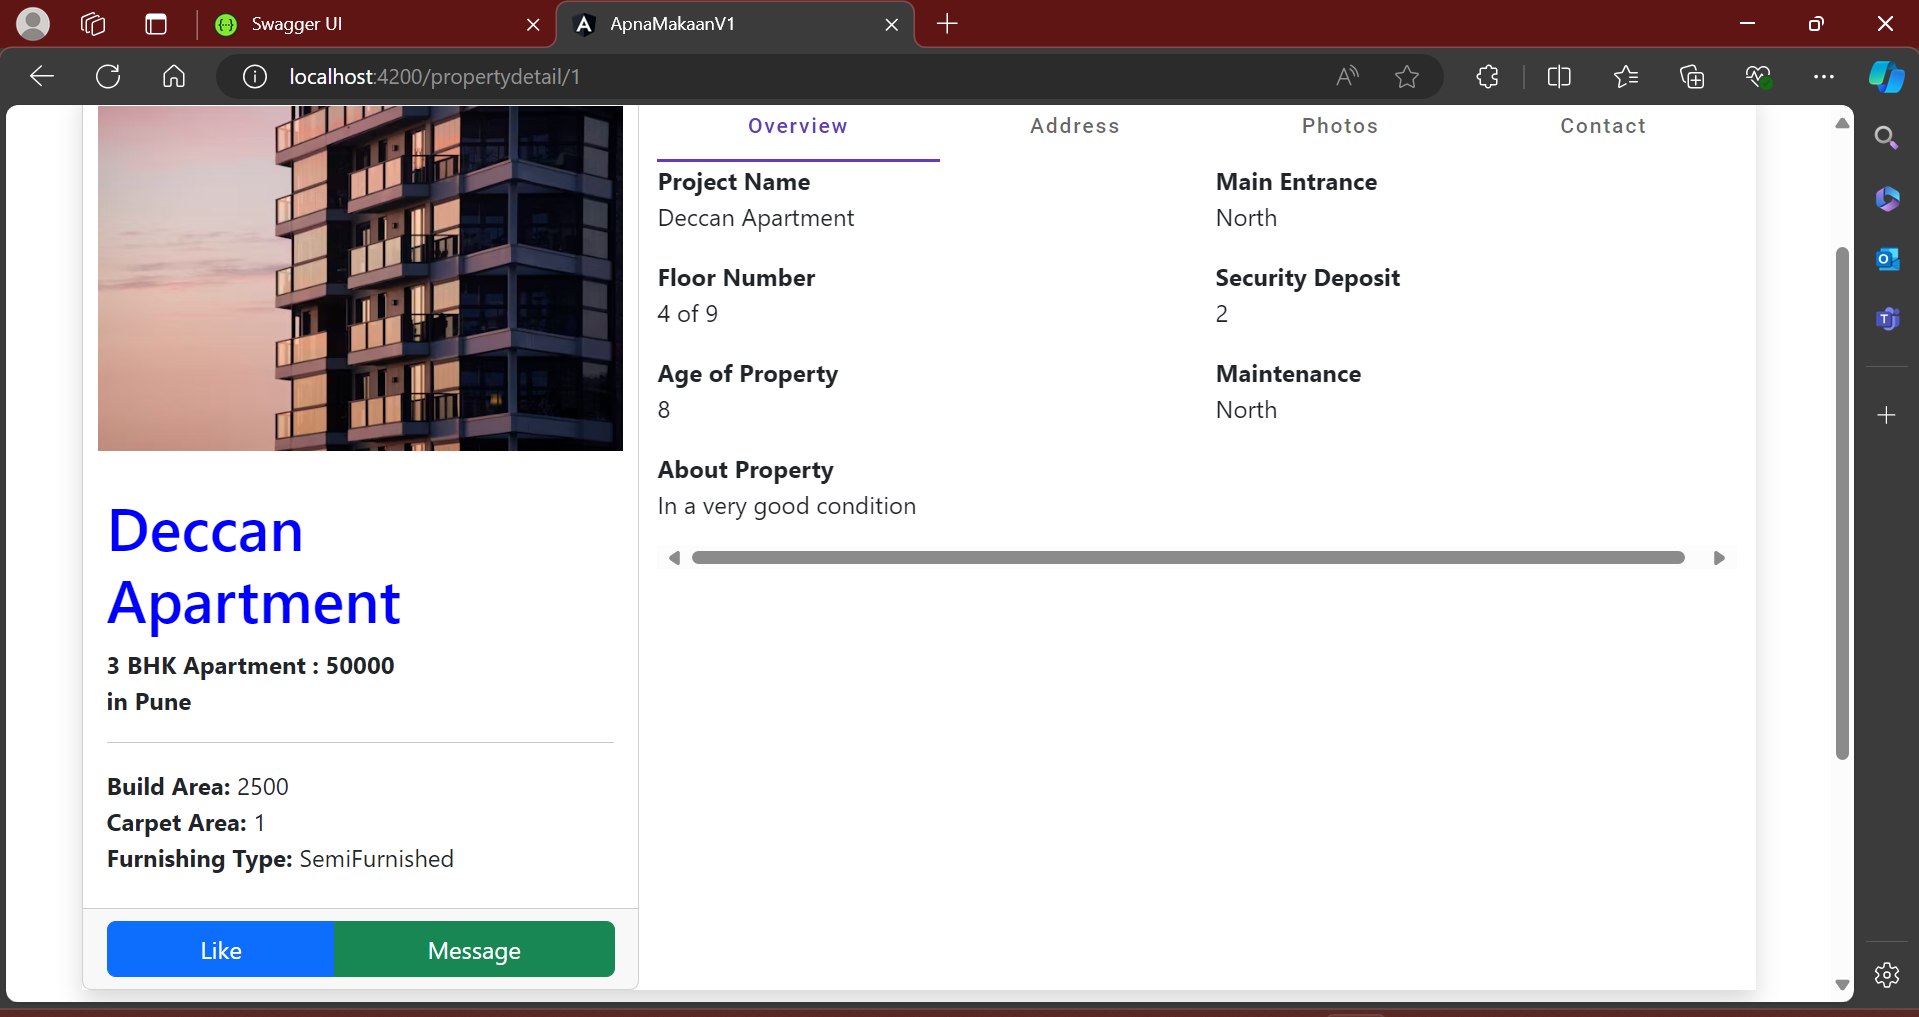 Swagger UI
ApnaMakaanV1
localhost:4200/propertydetail/1
Overview
Address
Photos
Contact
Project Name
Deccan Apartment
Main Entrance
North
Floor Number
4 of 9
Security Deposit
2
Age of Property
8
Maintenance
North
About Property
In a very good condition
Deccan
Apartment
3 BHK Apartment : 50000
in Pune
Build Area: 2500
Carpet Area: 1
Furnishing Type: SemiFurnished
Like
Message